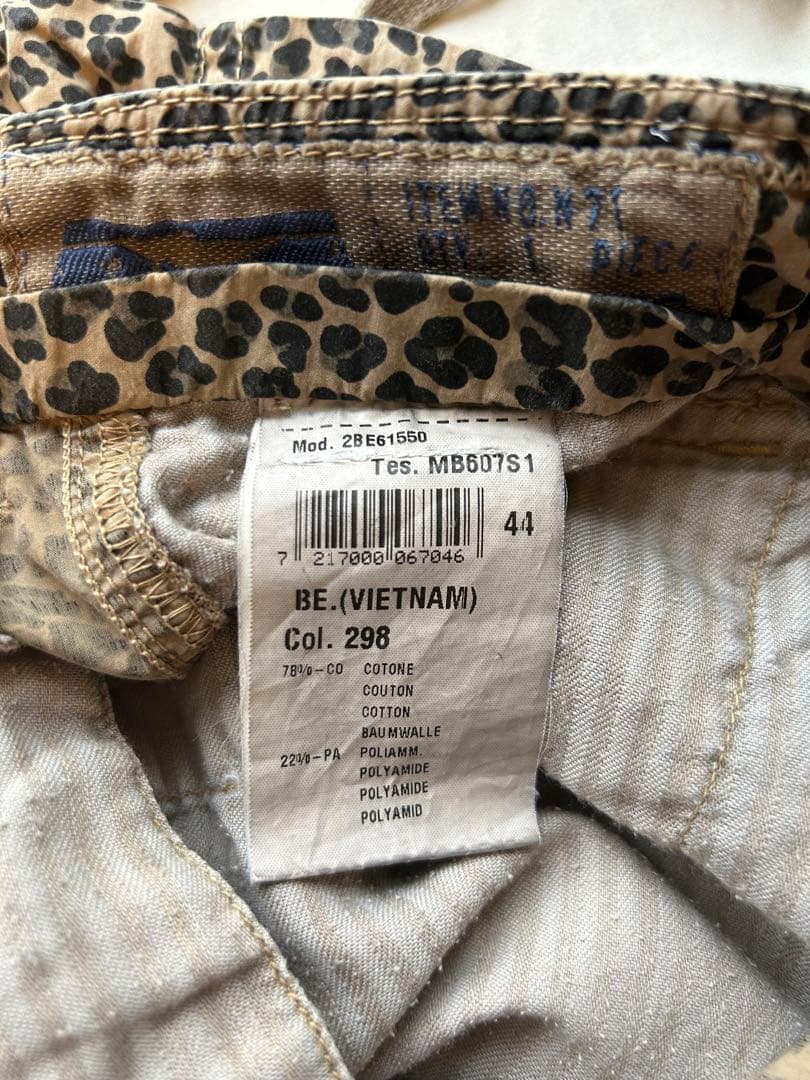 ITEM NO. N71
QTY. 1 PIECE
Mod. 2BE61550
Tes. MB607S1
44
7 217000 067046
BE.(VIETNAM)
Col. 298
78%-CO COTONE
COUTON
COTTON
BAUMWALLE
22%-PA POLIAMM.
POLYAMIDE
POLYAMIDE
POLYAMID